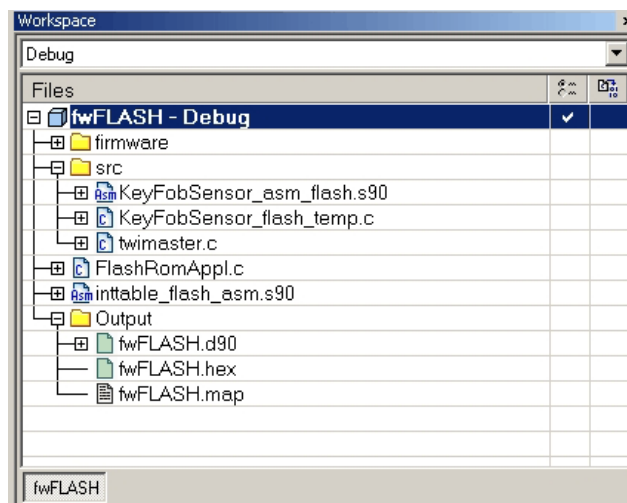 Workspace
Debug
Files
fwFLASH - Debug
firmware
src
KeyFobSensor_asm_flash.s90
KeyFobSensor_flash_temp.c
twimaster.c
FlashRomAppl.c
inttable_flash_asm.s90
Output
fwFLASH.d90
fwFLASH.hex
fwFLASH.map
fwFLASH